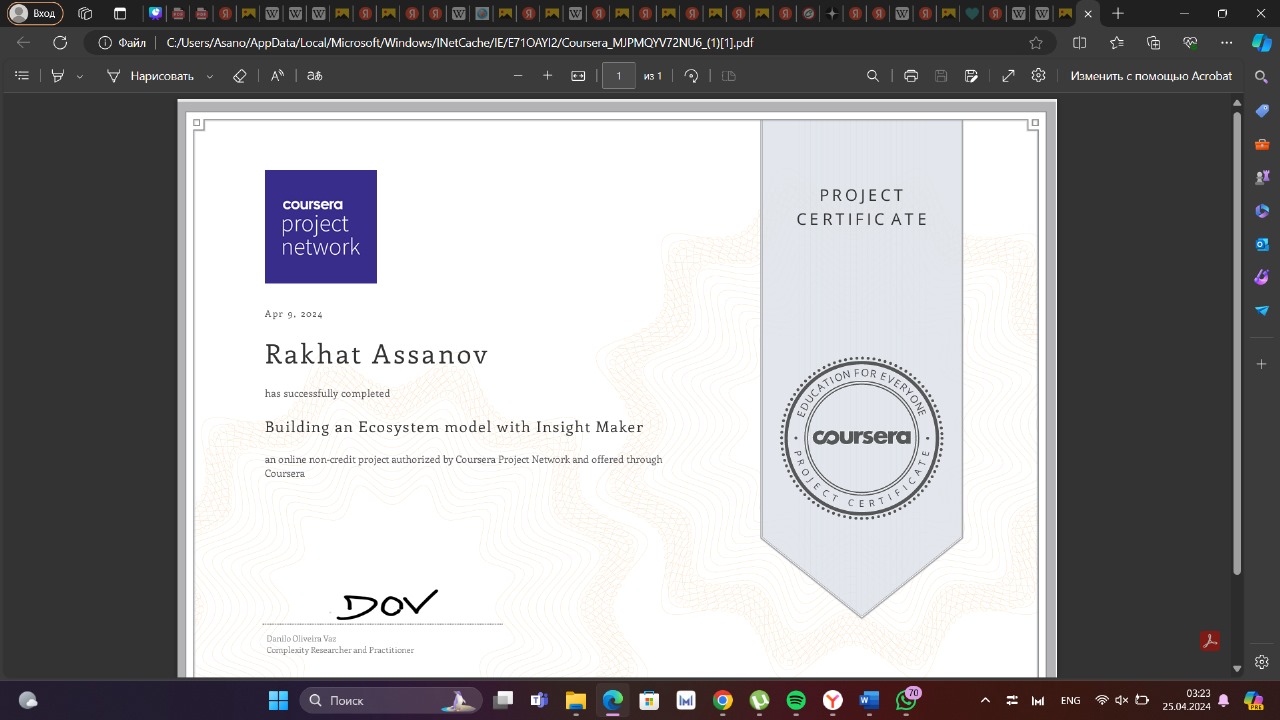 Вход
Файл
C:/Users/Asano/AppData/Local/Microsoft/Windows/INetCache/IE/E71OAYI2/Coursera_MJPMQYV72NU6_(1)[1].pdf
Нарисовать
1
из 1
Изменить с помощью Acrobat
PROJECT
CERTIFICATE
coursera
project
network
Apr 9, 2024
Rakhat Assanov
has successfully completed
Building an Ecosystem model with Insight Maker
an online non-credit project authorized by Coursera Project Network and offered through
Coursera
EDUCATION FOR EVERYONE
coursera
PROJECT CERTIFICATE
DOV
Danilo Oliveira Vaz
Complexity Researcher and Practitioner
Поиск
70
ENG
03:23
25.04.2024